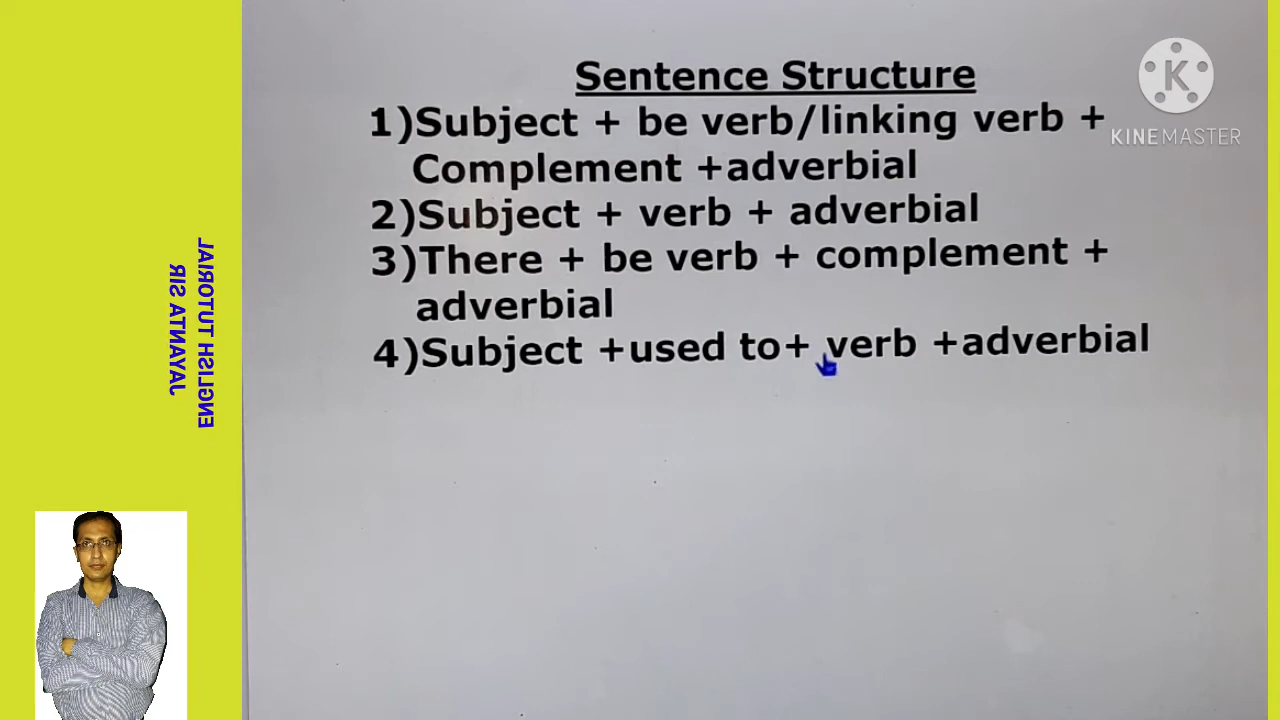 Sentence Structure
1)Subject + be verb/linking verb +
Complement +adverbial
2)Subject + verb + adverbial
3)There + be verb + complement +
adverbial
4)Subject +used to+ verb +adverbial
KINEMASTER
ENGLISH TUTORIAL
JAYANTA SIR